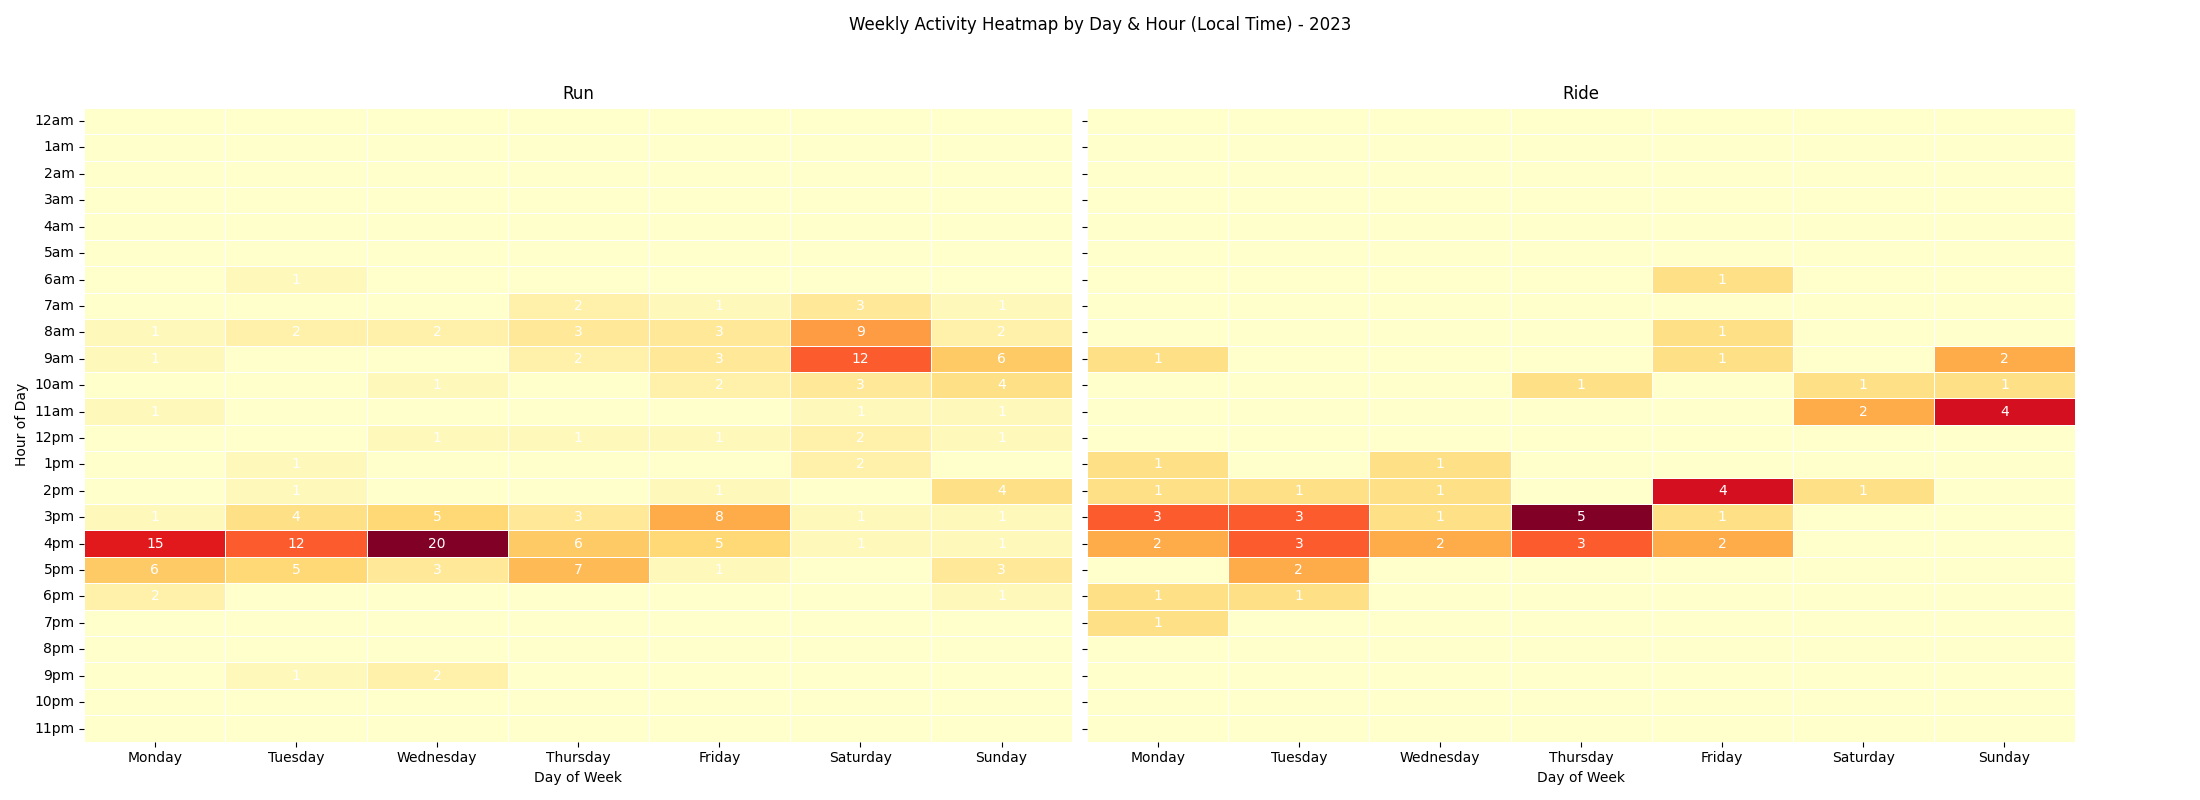 Weekly Activity Heatmap by Day & Hour (Local Time) - 2023
Run
Ride
Hour of Day
12am
1am
2am
3am
4am
5am
6am 1 1
7am 2 1 3 1
8am 1 2 2 3 3 9 2 1
9am 1 2 3 12 6 1 1 2
10am 1 2 3 4 1 1 1
11am 1 1 1 2 4
12pm 1 1 1 2 1
1pm 1 2 1 1
2pm 1 1 4 1 1 1 4 1
3pm 1 4 5 3 8 1 1 3 3 1 5 1
4pm 15 12 20 6 5 1 1 2 3 2 3 2
5pm 6 5 3 7 1 3 2
6pm 2 1 1 1
7pm 1
8pm
9pm 1 2
10pm
11pm
Monday Tuesday Wednesday Thursday Friday Saturday Sunday Monday Tuesday Wednesday Thursday Friday Saturday Sunday
Day of Week Day of Week